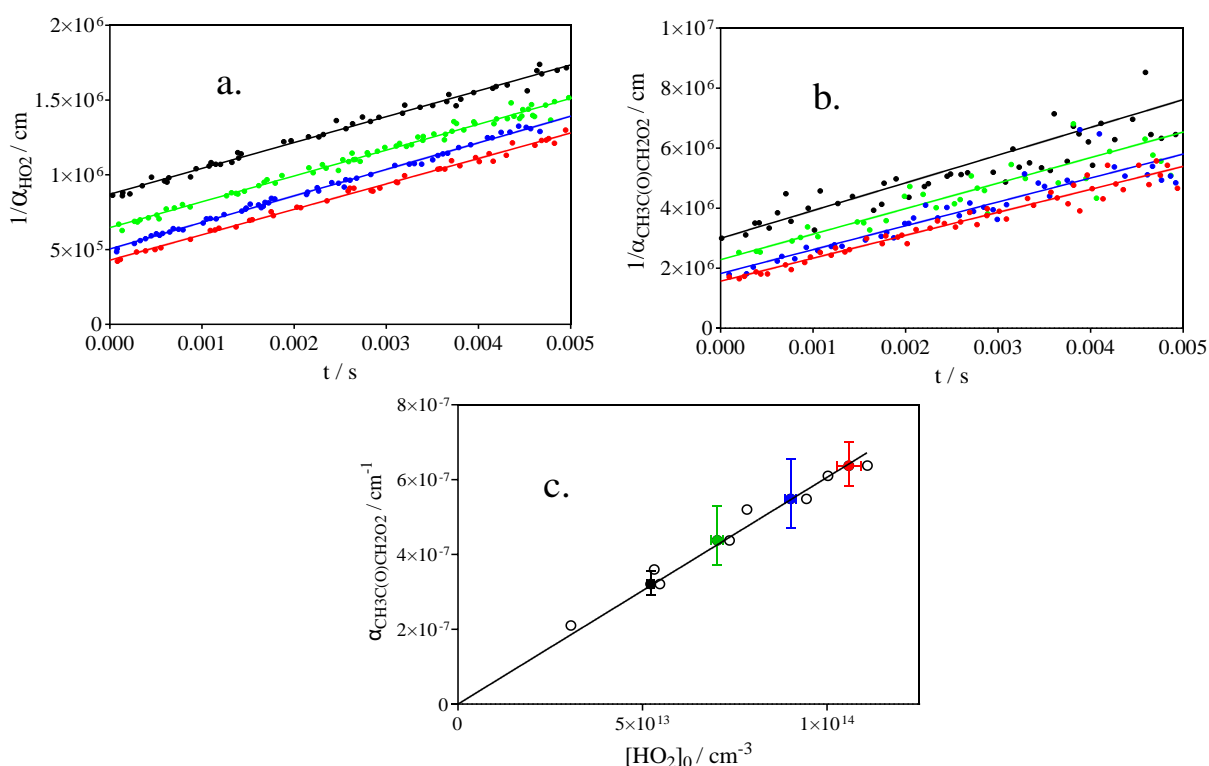 a.
2×10⁶
1.5×10⁶
1×10⁶
5×10⁵
0
1/αHO2 / cm
0.000 0.001 0.002 0.003 0.004 0.005
t / s
b.
1×10⁷
8×10⁶
6×10⁶
4×10⁶
2×10⁶
0
1/αCH3C(O)CH2O2 / cm
0.000 0.001 0.002 0.003 0.004 0.005
t / s
c.
8×10⁻⁷
6×10⁻⁷
4×10⁻⁷
2×10⁻⁷
0
αCH3C(O)CH2O2 / cm⁻¹
0 5×10¹³ 1×10¹⁴
[HO₂]₀ / cm⁻³